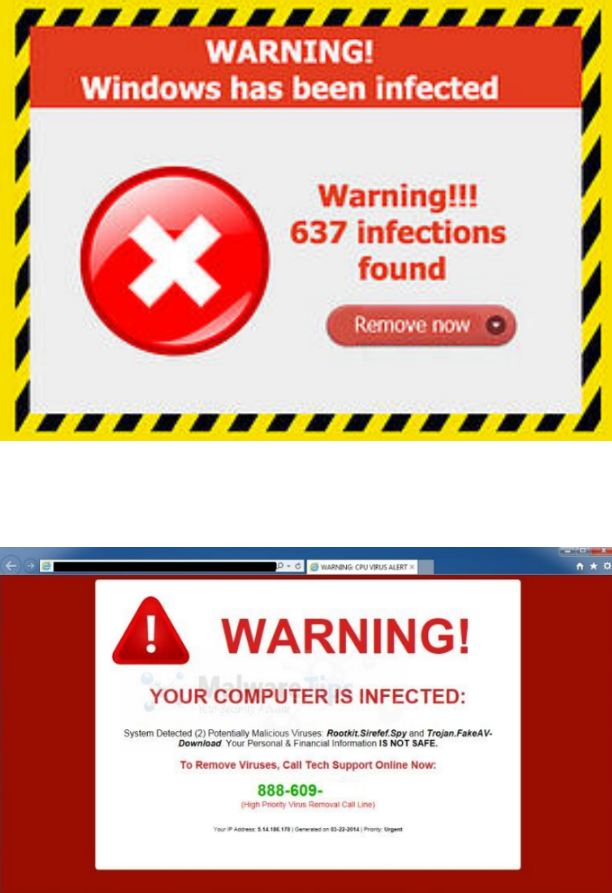 WARNING!
Windows has been infected
Warning!!!
637 infections
found
Remove now
WARNING: CPU VIRUS ALERT
WARNING!
MalwareTips
YOUR COMPUTER IS INFECTED:
System Detected (2) Potentially Malicious Viruses: Rootkit.Sirefef.Spy and Trojan.FakeAV-
Download. Your Personal & Financial Information IS NOT SAFE.
To Remove Viruses, Call Tech Support Online Now:
888-609-
(High Priority Virus Removal Call Line)
Your IP Address: 5.14.186.178 | Generated on 03-22-2014 | Priority: Urgent